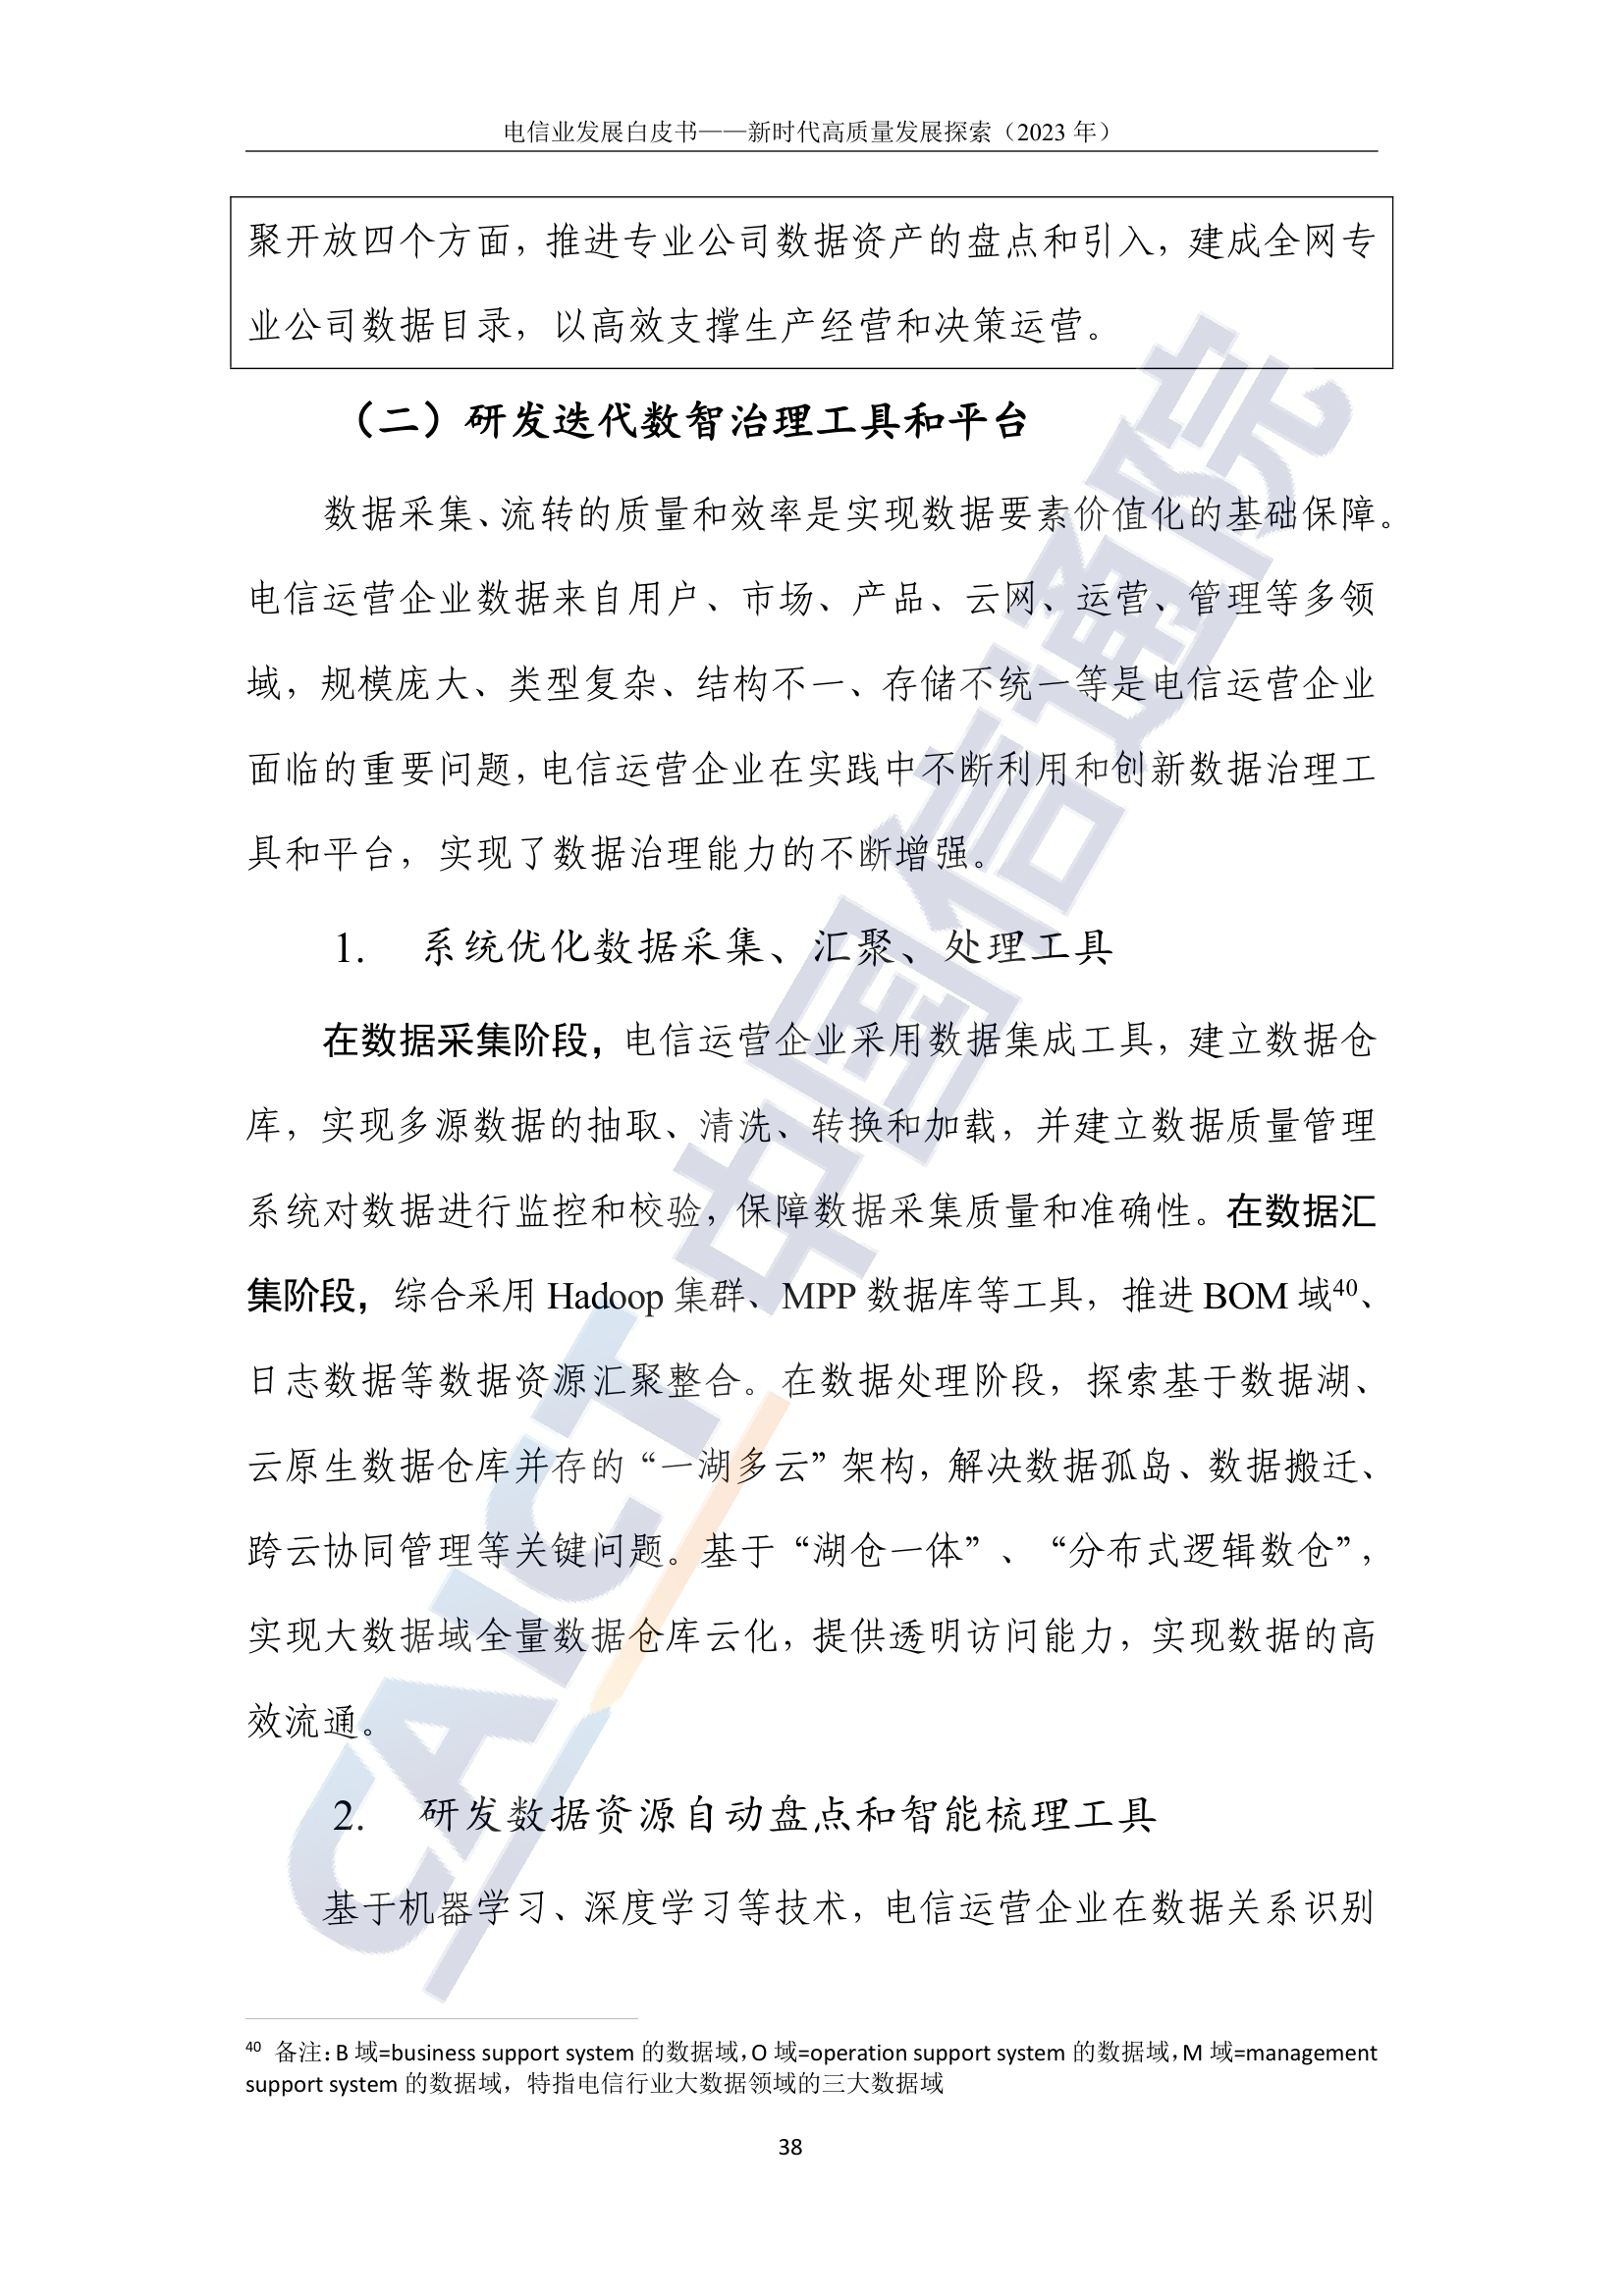 电信业发展白皮书——新时代高质量发展探索（2023 年）
聚开放四个方面，推进专业公司数据资产的盘点和引入，建成全网专
业公司数据目录，以高效支撑生产经营和决策运营。
（二）研发迭代数智治理工具和平台
数据采集、流转的质量和效率是实现数据要素价值化的基础保障。
电信运营企业数据来自用户、市场、产品、云网、运营、管理等多领
域，规模庞大、类型复杂、结构不一、存储不统一等是电信运营企业
面临的重要问题，电信运营企业在实践中不断利用和创新数据治理工
具和平台，实现了数据治理能力的不断增强。
1. 系统优化数据采集、汇聚、处理工具
在数据采集阶段，电信运营企业采用数据集成工具，建立数据仓
库，实现多源数据的抽取、清洗、转换和加载，并建立数据质量管理
系统对数据进行监控和校验，保障数据采集质量和准确性。在数据汇
集阶段，综合采用 Hadoop 集群、MPP 数据库等工具，推进 BOM 域40、
日志数据等数据资源汇聚整合。在数据处理阶段，探索基于数据湖、
云原生数据仓库并存的“一湖多云”架构，解决数据孤岛、数据搬迁、
跨云协同管理等关键问题。基于“湖仓一体”、“分布式逻辑数仓”，
实现大数据域全量数据仓库云化，提供透明访问能力，实现数据的高
效流通。
2. 研发数据资源自动盘点和智能梳理工具
基于机器学习、深度学习等技术，电信运营企业在数据关系识别
40 备注：B 域=business support system 的数据域，O 域=operation support system 的数据域，M 域=management
support system 的数据域，特指电信行业大数据领域的三大数据域
38
CAICT 中国信通院